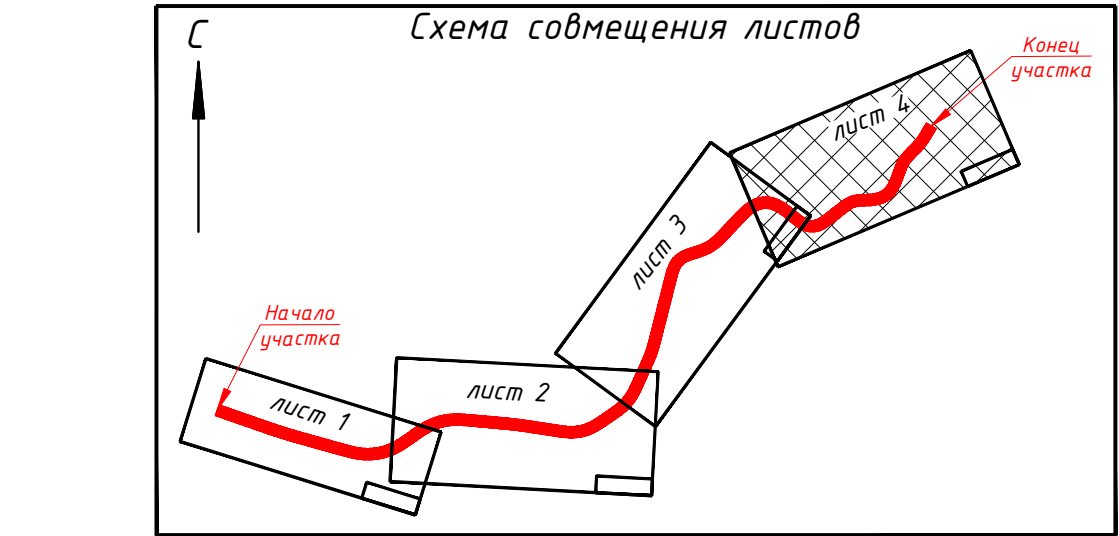 Схема совмещения листов
С
Конец
участка
лист 4
лист 3
Начало
участка
лист 2
лист 1